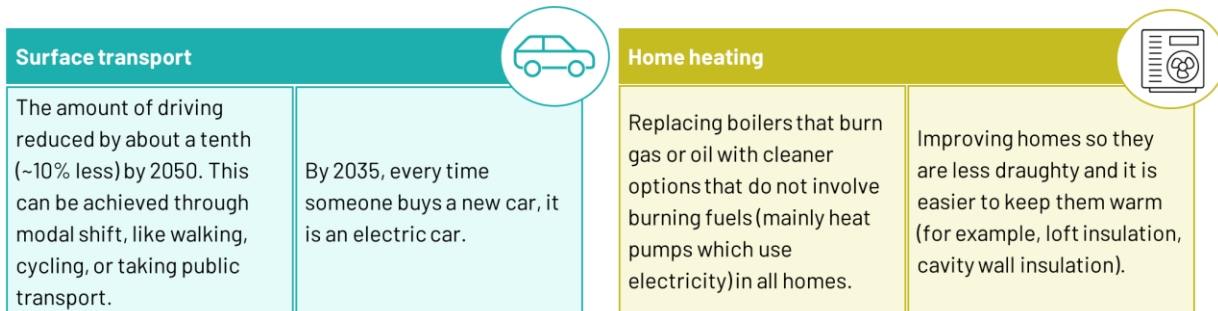 Surface transport
The amount of driving
reduced by about a tenth
(~10% less) by 2050. This
can be achieved through
modal shift, like walking,
cycling, or taking public
transport.
By 2035, every time
someone buys a new car, it
is an electric car.
Home heating
Replacing boilers that burn
gas or oil with cleaner
options that do not involve
burning fuels (mainly heat
pumps which use
electricity) in all homes.
Improving homes so they
are less draughty and it is
easier to keep them warm
(for example, loft insulation,
cavity wall insulation).